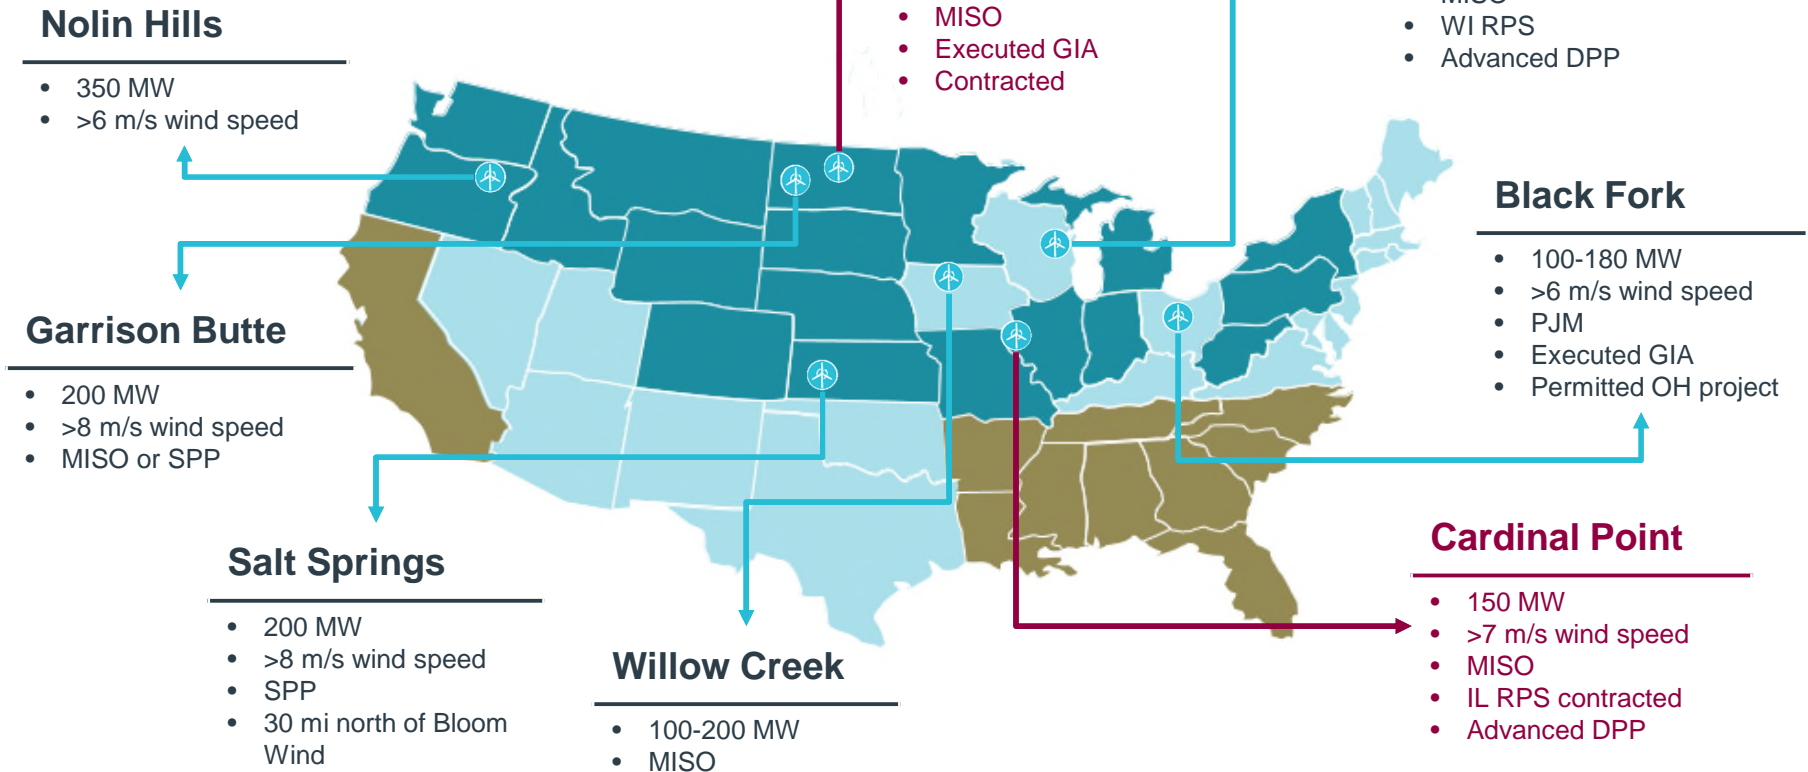 Nolin Hills
• 350 MW
• >6 m/s wind speed
• MISO
• Executed GIA
• Contracted
MISO
• WI RPS
• Advanced DPP
Garrison Butte
• 200 MW
• >8 m/s wind speed
• MISO or SPP
Black Fork
• 100-180 MW
• >6 m/s wind speed
• PJM
• Executed GIA
• Permitted OH project
Salt Springs
• 200 MW
• >8 m/s wind speed
• SPP
• 30 mi north of Bloom
Wind
Willow Creek
• 100-200 MW
• MISO
Cardinal Point
• 150 MW
• >7 m/s wind speed
• MISO
• IL RPS contracted
• Advanced DPP